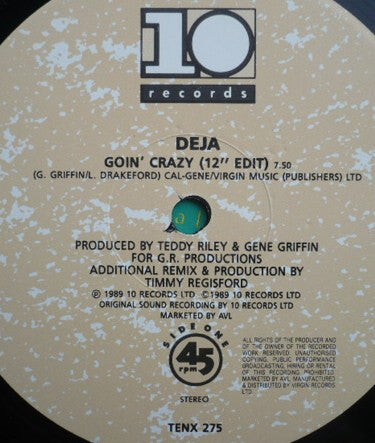 10
records
DEJA
GOIN' CRAZY (12" EDIT) 7.50
(G. GRIFFIN/L. DRAKEFORD) CAL-GENE/VIRGIN MUSIC (PUBLISHERS) LTD
a 1
PRODUCED BY TEDDY RILEY & GENE GRIFFIN
FOR G.R. PRODUCTIONS
ADDITIONAL REMIX & PRODUCTION BY
TIMMY REGISFORD
℗ 1989 10 RECORDS LTD ©1989 10 RECORDS LTD
ORIGINAL SOUND RECORDING BY 10 RECORDS LTD
MARKETED BY AVL
SIDE ONE
45
rpm
STEREO
ALL RIGHTS OF THE PRODUCER AND
OF THE OWNER OF THE RECORDED
WORK RESERVED. UNAUTHORISED
COPYING, PUBLIC PERFORMANCE
BROADCASTING, HIRING OR RENTAL
OF THIS RECORDING PROHIBITED.
MARKETED BY AVL. MANUFACTURED
& DISTRIBUTED BY VIRGIN RECORDS
LTD.
TENX 275